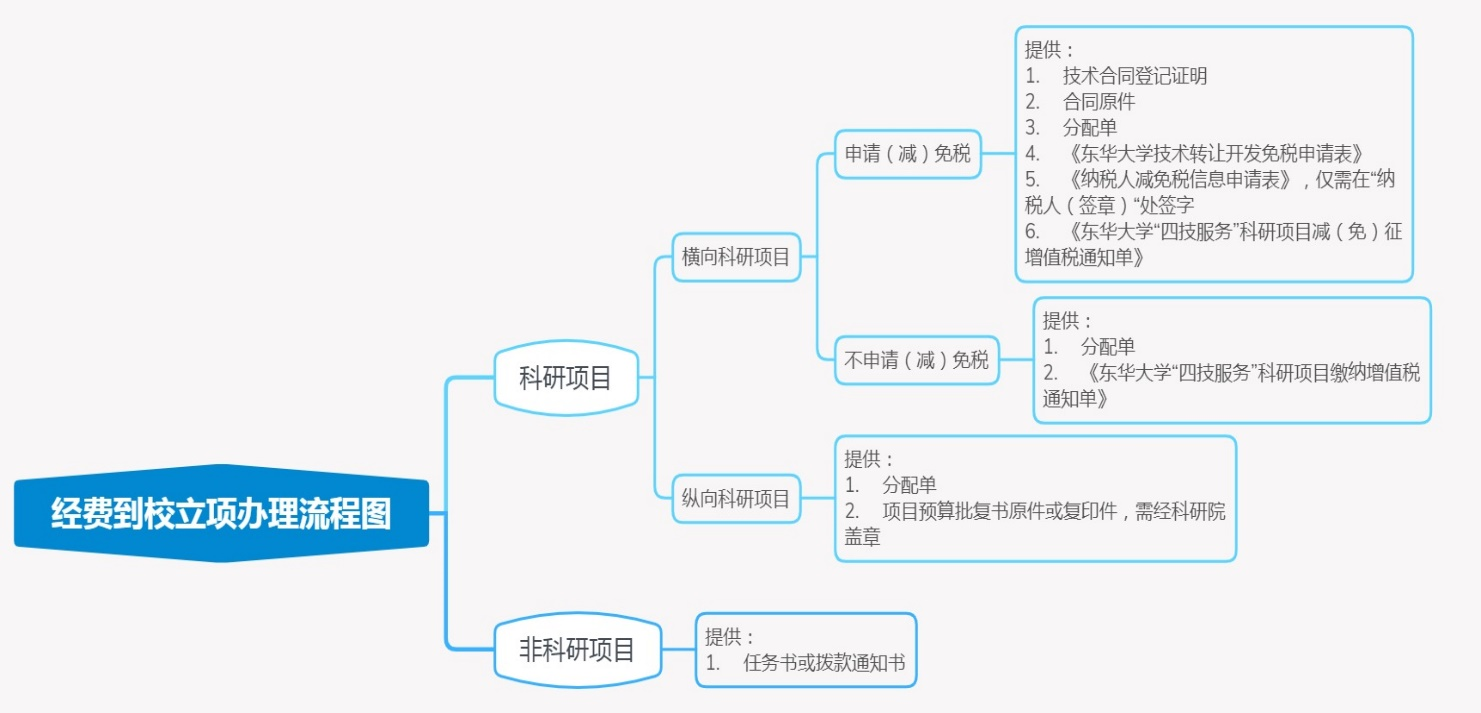 经费到校立项办理流程图
科研项目
横向科研项目
申请（减）免税
提供：
1. 技术合同登记证明
2. 合同原件
3. 分配单
4. 《东华大学技术转让开发免税申请表》
5. 《纳税人减免税信息申请表》，仅需在“纳
税人（签章）“处签字
6. 《东华大学“四技服务”科研项目减（免）征
增值税通知单》
不申请（减）免税
提供：
1. 分配单
2. 《东华大学“四技服务”科研项目缴纳增值税
通知单》
纵向科研项目
提供：
1. 分配单
2. 项目预算批复书原件或复印件，需经科研院
盖章
非科研项目
提供：
1. 任务书或拨款通知书